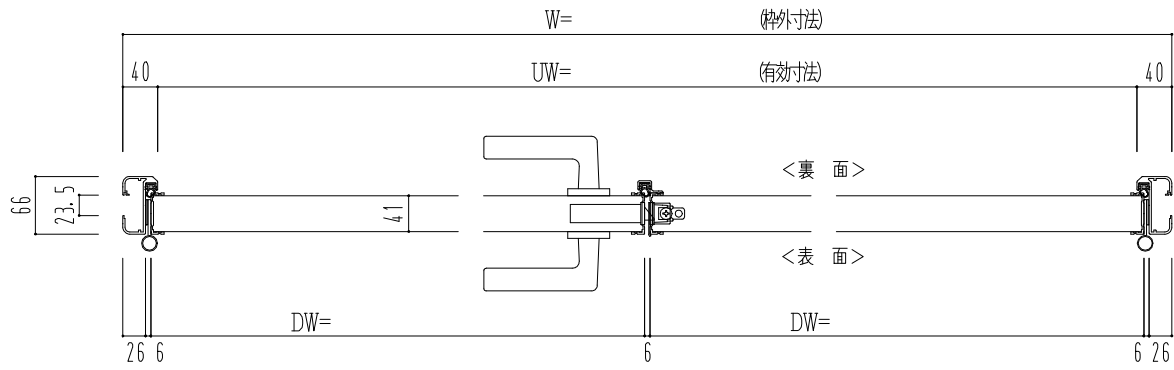 W= (枠外寸法)
40 UW= (有効寸法) 40
＜裏 面＞
66 23.5 41
＜表 面＞
DW= DW=
26 6 6 6 26